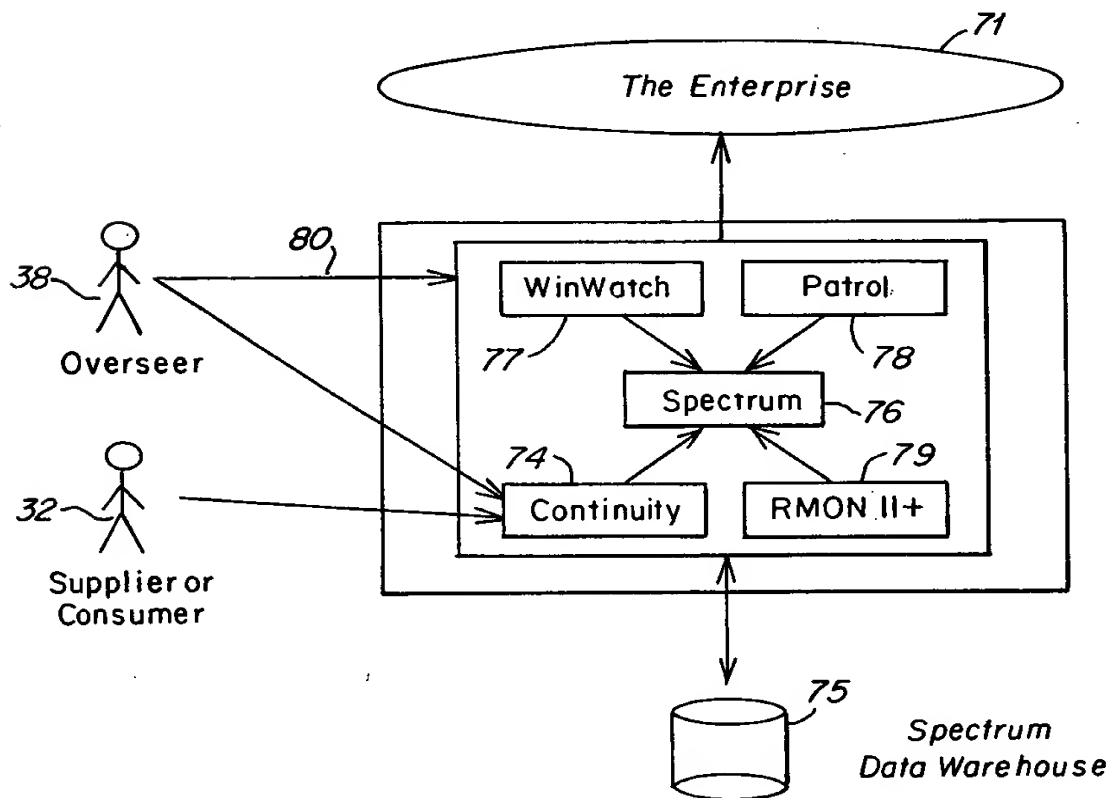 71
The Enterprise
80
38
Overseer
WinWatch
Patrol
77
78
Spectrum
76
74
79
Continuity
RMON II+
32
Supplier or
Consumer
75
Spectrum
Data Warehouse